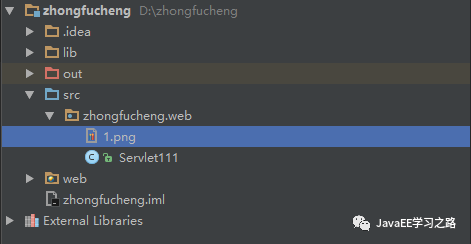 zhongfucheng D:\zhongfucheng
.idea
lib
out
src
zhongfucheng.web
1.png
Servlet111
web
zhongfucheng.iml
External Libraries
JavaEE学习之路